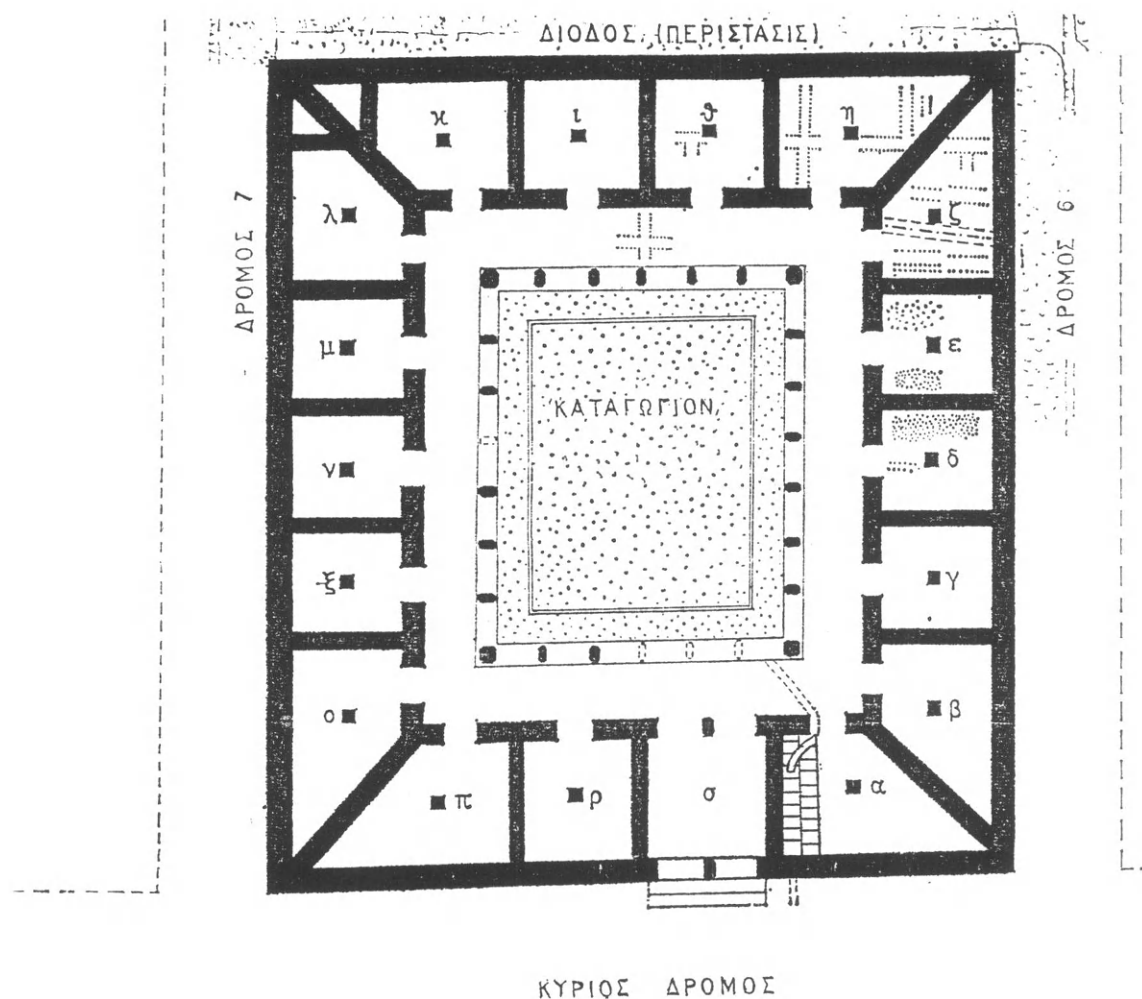 ΔΙΟΔΟΣ (ΠΕΡΙΣΤΑΣΙΣ)
κ ι ϑ η
ΔΡΟΜΟΣ 7
λ ζ
ΔΡΟΜΟΣ 6
μ ε
ΚΑΤΑΓΩΓΙΟΝ
ν δ
ξ γ
ο β
π ρ σ α
ΚΥΡΙΟΣ ΔΡΟΜΟΣ